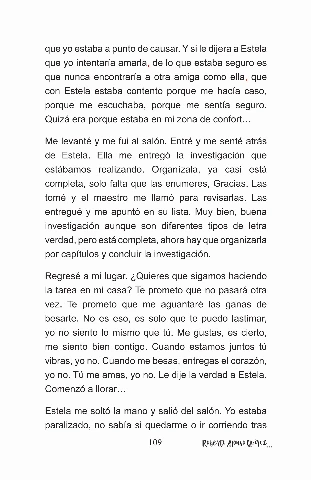 que yo estaba a punto de causar. Y si le dijera a Estela
que yo intentaría amarla, de lo que estaba seguro es
que nunca encontraría a otra amiga como ella, que
con Estela estaba contento porque me hacía caso,
porque me escuchaba, porque me sentía seguro.
Quizá era porque estaba en mi zona de confort…
Me levanté y me fui al salón. Entré y me senté atrás
de Estela. Ella me entregó la investigación que
estábamos realizando. Organízala, ya casi está
completa, solo falta que las enumeres, Gracias. Las
tomé y el maestro me llamó para revisarlas. Las
entregué y me apuntó en su lista. Muy bien, buena
investigación aunque son diferentes tipos de letra
verdad, pero está completa, ahora hay que organizarla
por capítulos y concluir la investigación.
Regresé a mi lugar. ¿Quieres que sigamos haciendo
la tarea en mi casa? Te prometo que no pasará otra
vez. Te prometo que me aguantaré las ganas de
besarte. No es eso, es solo que te puedo lastimar,
yo no siento lo mismo que tú. Me gustas, es cierto,
me siento bien contigo. Cuando estamos juntos tú
vibras, yo no. Cuando me besas, entregas el corazón,
yo no. Tú me amas, yo no. Le dije la verdad a Estela.
Comenzó a llorar…
Estela me soltó la mano y salió del salón. Yo estaba
paralizado, no sabía si quedarme o ir corriendo tras
109